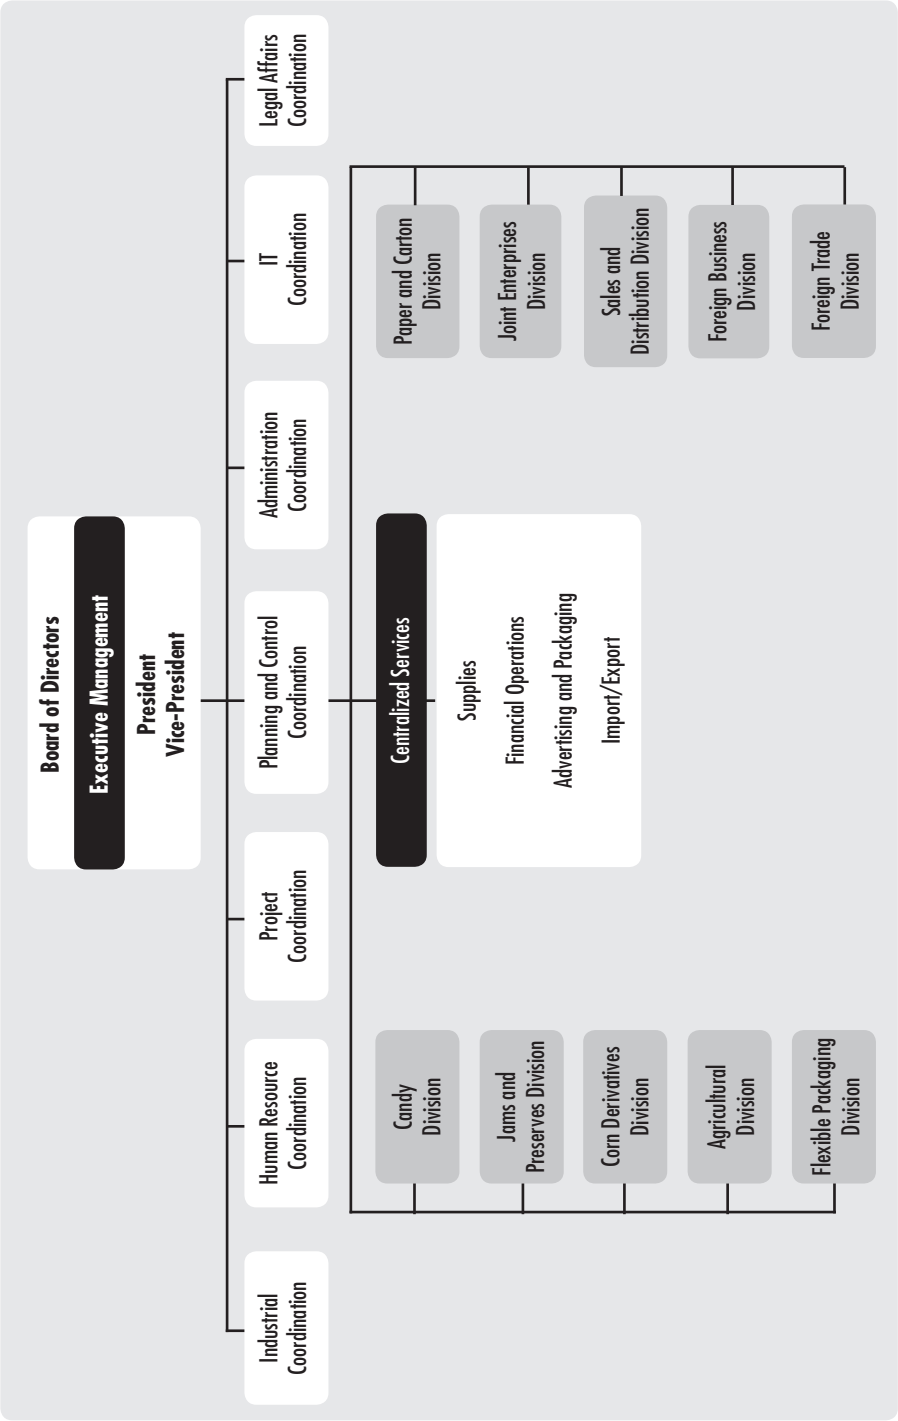 Board of Directors
Executive Management
President
Vice-President
Industrial
Coordination
Human Resource
Coordination
Project
Coordination
Planning and Control
Coordination
Administration
Coordination
IT
Coordination
Legal Affairs
Coordination
Candy
Division
Jams and
Preserves Division
Corn Derivatives
Division
Agricultural
Division
Flexible Packaging
Division
Centralized Services
Supplies
Financial Operations
Advertising and Packaging
Import/Export
Paper and Carton
Division
Joint Enterprises
Division
Sales and
Distribution Division
Foreign Business
Division
Foreign Trade
Division